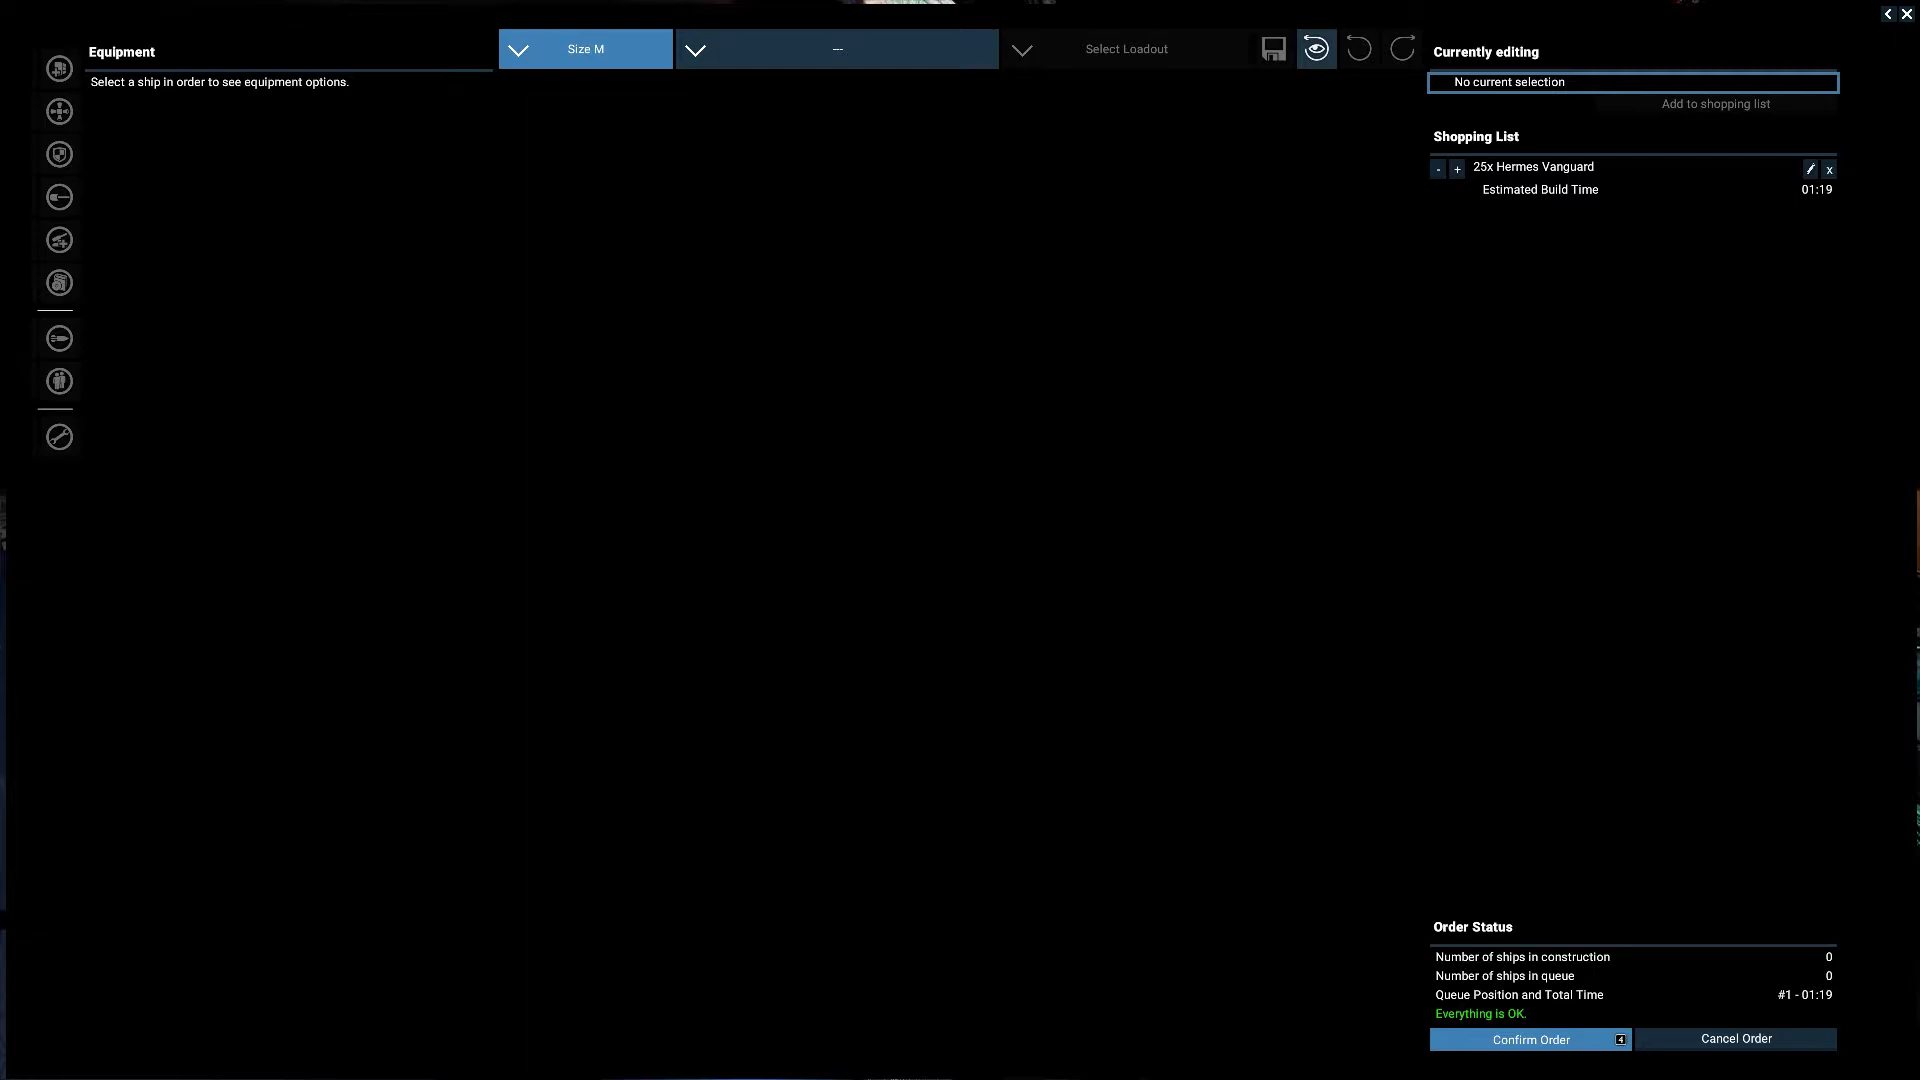 Equipment
Select a ship in order to see equipment options.
Size M
---
Select Loadout
Currently editing
No current selection
Add to shopping list
Shopping List
- + 25x Hermes Vanguard x
Estimated Build Time 01:19
Order Status
Number of ships in construction 0
Number of ships in queue 0
Queue Position and Total Time #1 - 01:19
Everything is OK.
Confirm Order 4
Cancel Order